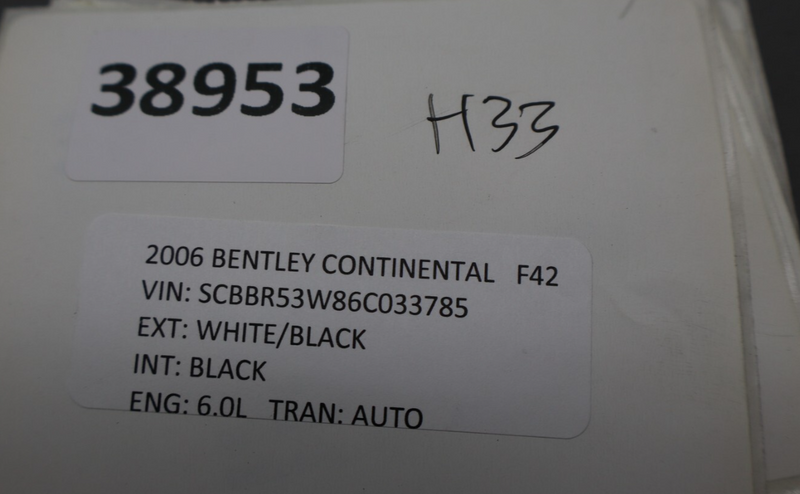 38953
H33
2006 BENTLEY CONTINENTAL F42
VIN: SCBBR53W86C033785
EXT: WHITE/BLACK
INT: BLACK
ENG: 6.0L TRAN: AUTO